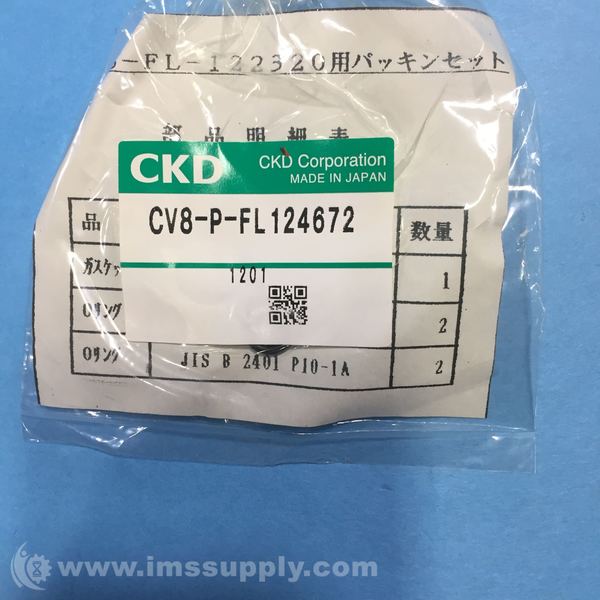 -FL-122320用パッキンセット
部品明細表
CKD
CKD Corporation
MADE IN JAPAN
CV8-P-FL124672
1201
品
数量
ガスケッ
1
Oリング
2
Oリング
JIS B 2401 P10-1A
2
www.imssupply.com